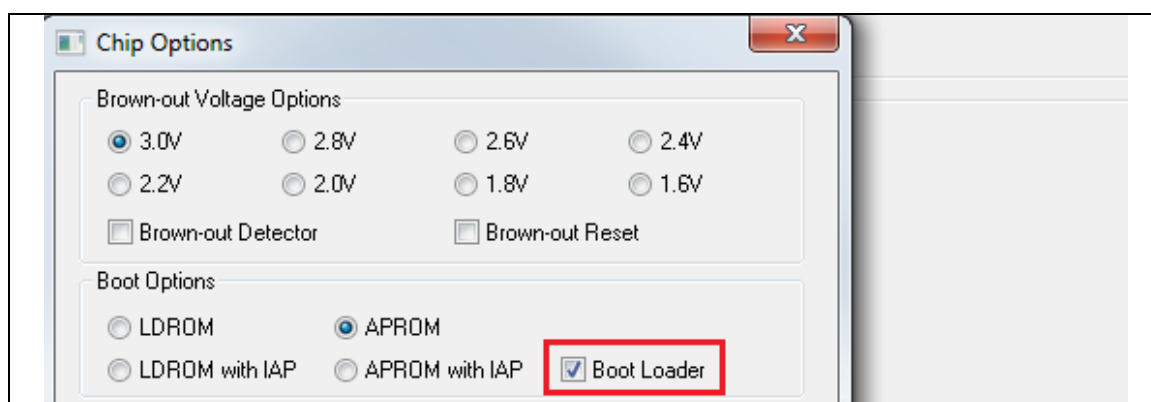 Chip Options
Brown-out Voltage Options
3.0V 2.8V 2.6V 2.4V
2.2V 2.0V 1.8V 1.6V
Brown-out Detector Brown-out Reset
Boot Options
LDROM APROM
LDROM with IAP APROM with IAP Boot Loader